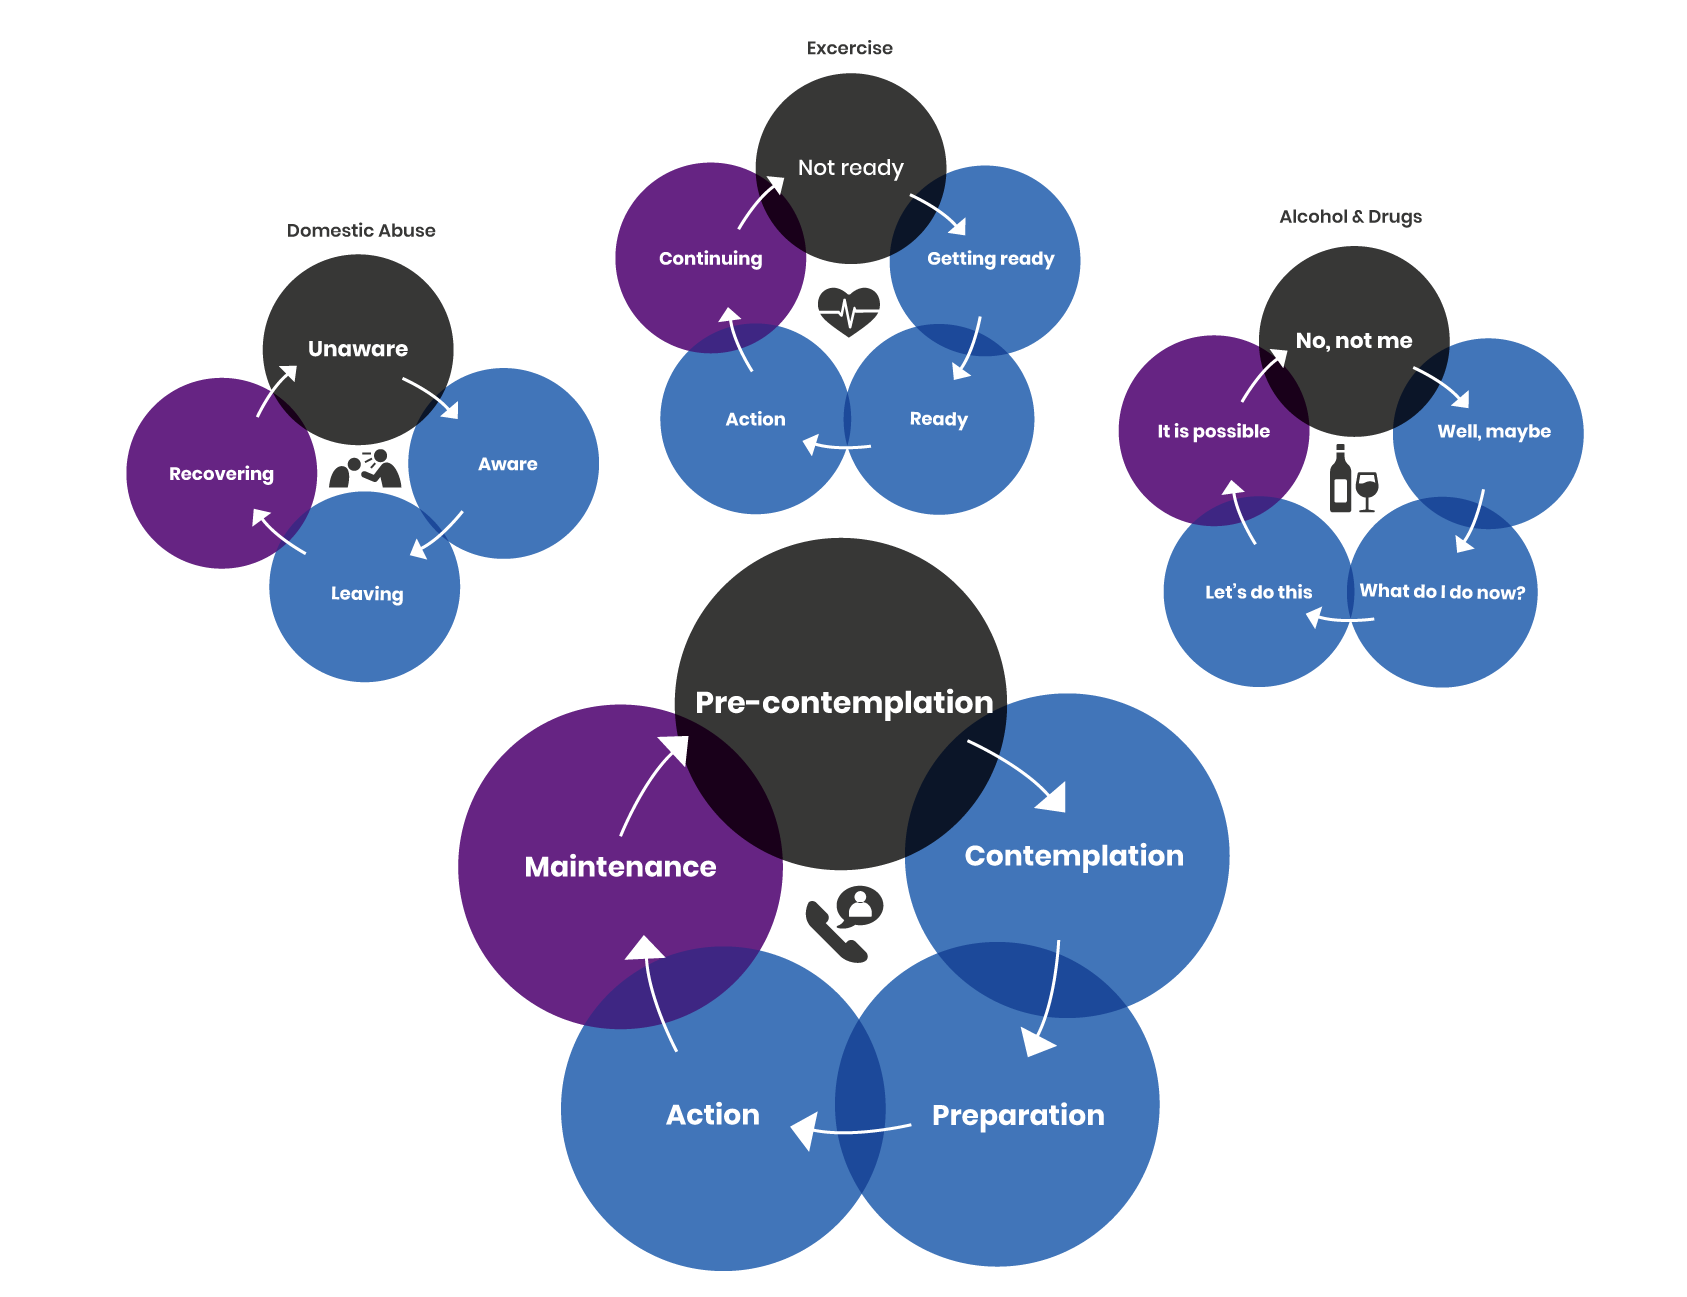 Excercise
Not ready
Getting ready
Ready
Action
Continuing
Domestic Abuse
Unaware
Aware
Leaving
Recovering
Alcohol & Drugs
No, not me
Well, maybe
What do I do now?
Let's do this
It is possible
Pre-contemplation
Contemplation
Preparation
Action
Maintenance